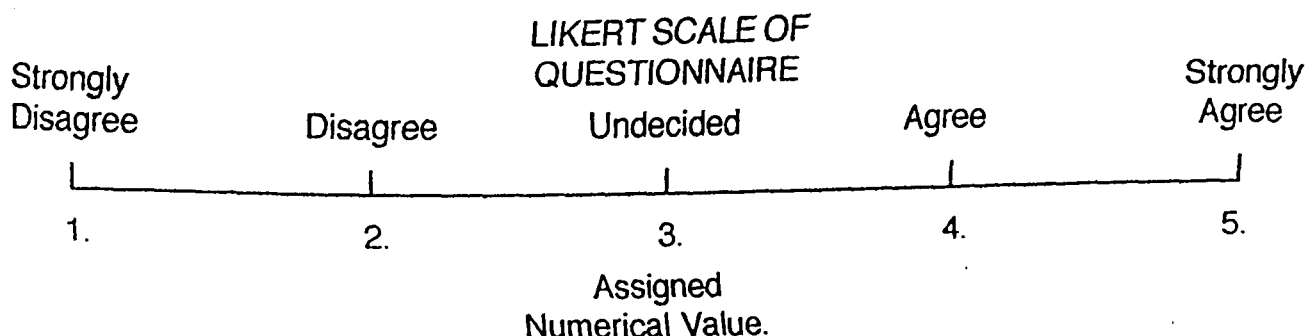 LIKERT SCALE OF
QUESTIONNAIRE
Strongly
Disagree
Disagree
Undecided
Agree
Strongly
Agree
1.
2.
3.
4.
5.
Assigned
Numerical Value.